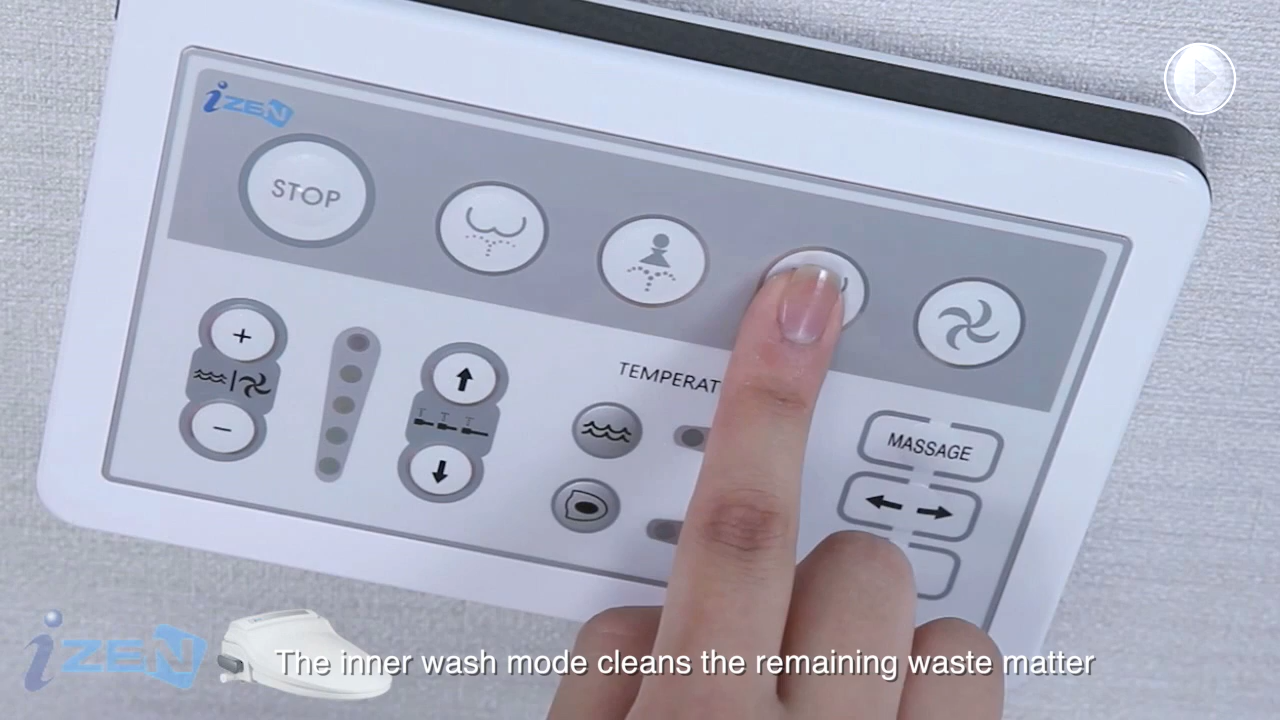 iZEN
STOP
+
−
TEMPERAT
MASSAGE
iZEN
The inner wash mode cleans the remaining waste matter